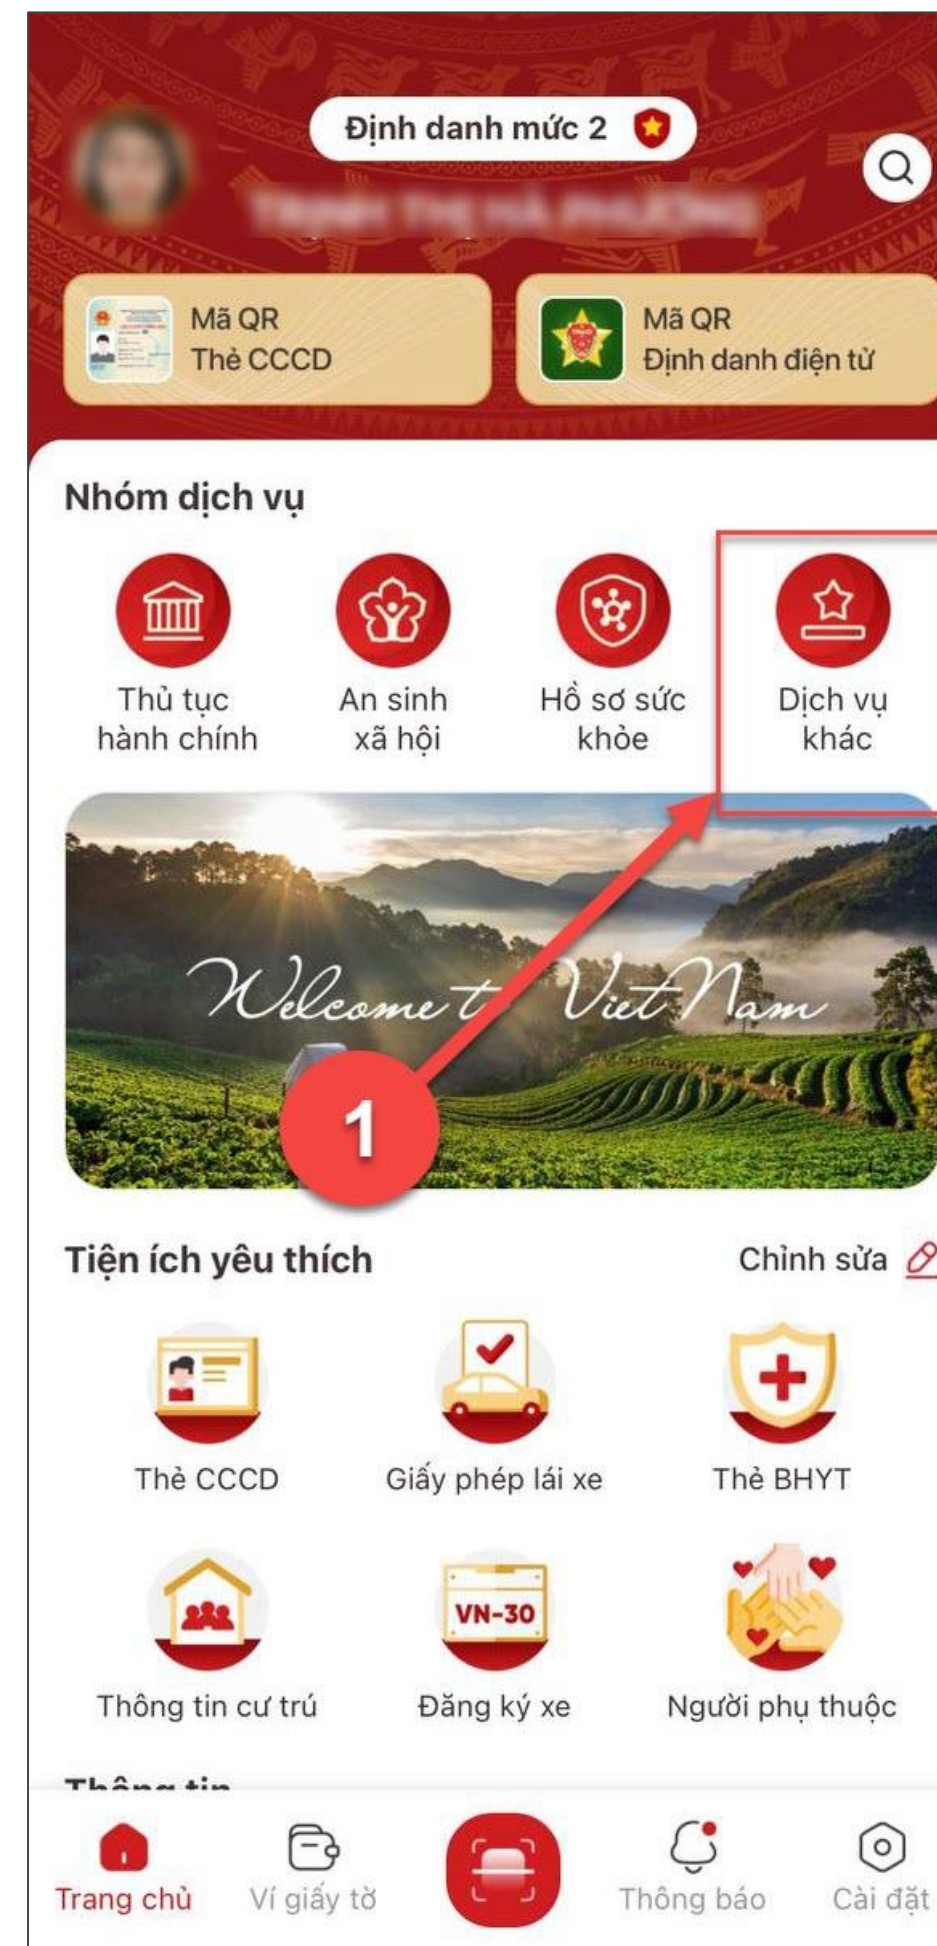 Định danh mức 2
Mã QR
Thẻ CCCD
Mã QR
Định danh điện tử
Nhóm dịch vụ
Thủ tục
hành chính
An sinh
xã hội
Hồ sơ sức
khỏe
Dịch vụ
khác
Welcome t VietNam
1
Tiện ích yêu thích
Chỉnh sửa
Thẻ CCCD
Giấy phép lái xe
Thẻ BHYT
VN-30
Thông tin cư trú
Đăng ký xe
Người phụ thuộc
Thông tin
Trang chủ
Ví giấy tờ
Thông báo
Cài đặt